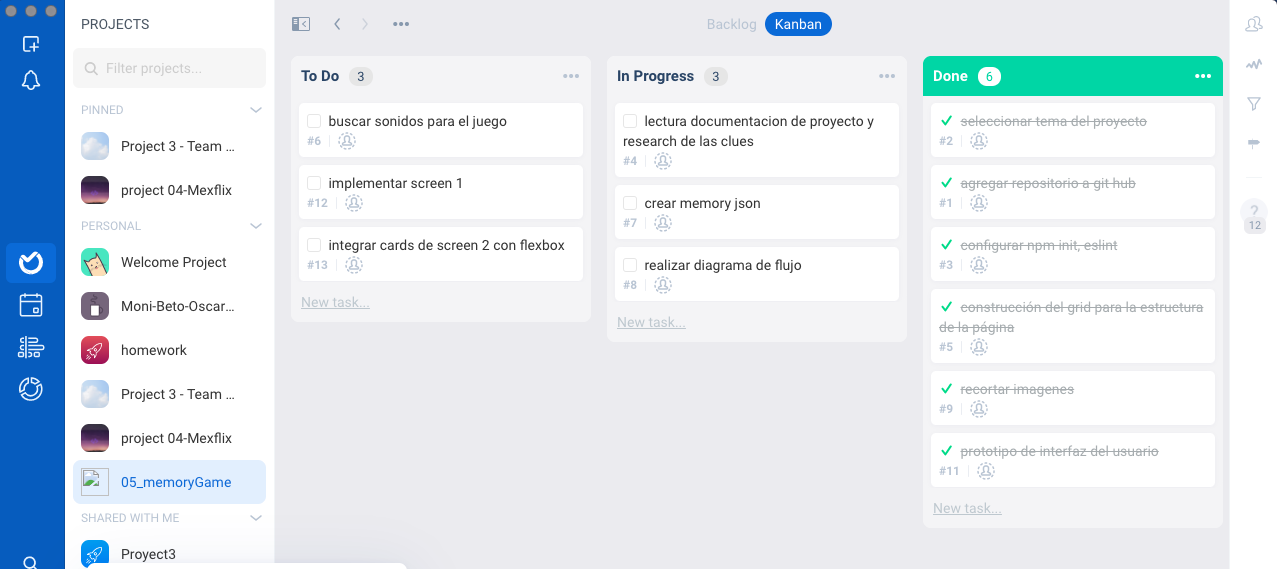 PROJECTS
Filter projects...
PINNED
Project 3 - Team ...
project 04-Mexflix
PERSONAL
Welcome Project
Moni-Beto-Oscar...
homework
Project 3 - Team ...
project 04-Mexflix
05_memoryGame
SHARED WITH ME
Proyect3
Backlog Kanban
To Do 3
buscar sonidos para el juego
#6
implementar screen 1
#12
integrar cards de screen 2 con flexbox
#13
New task...
In Progress 3
lectura documentacion de proyecto y
research de las clues
#4
crear memory json
#7
realizar diagrama de flujo
#8
New task...
Done 6
seleccionar tema del proyecto
#2
agregar repositorio a git hub
#1
configurar npm init, eslint
#3
construcción del grid para la estructura
de la página
#5
recortar imagenes
#9
prototipo de interfaz del usuario
#11
New task...
?
12